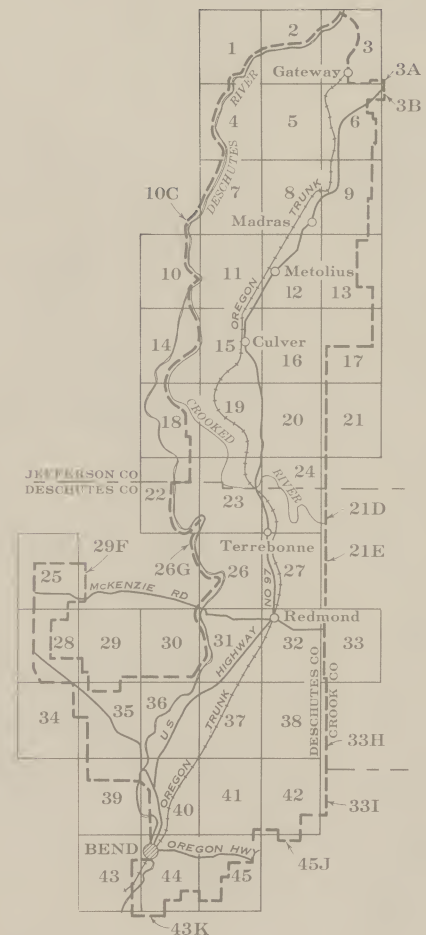 2
1
3
Gateway
3A
3B
RIVER
4
5
6
DESCHUTES
10C
7
8
9
TRUNK
Madras
10
11
Metolius
12
13
OREGON
14
15
Culver
16
17
18
19
20
21
CROOKED
24
JEFFERSON CO
DESCHUTES CO
22
23
RIVER
21D
Terrebonne
29F
26G
21E
25
26
27
McKENZIE RD
NO 97
Redmond
28
29
30
31
32
33
HIGHWAY
DESCHUTES CO
CROOK CO
34
35
36
U S
TRUNK
37
38
33H
OREGON
39
40
41
42
33I
BEND
OREGON HWY
45J
43
44
45
43K